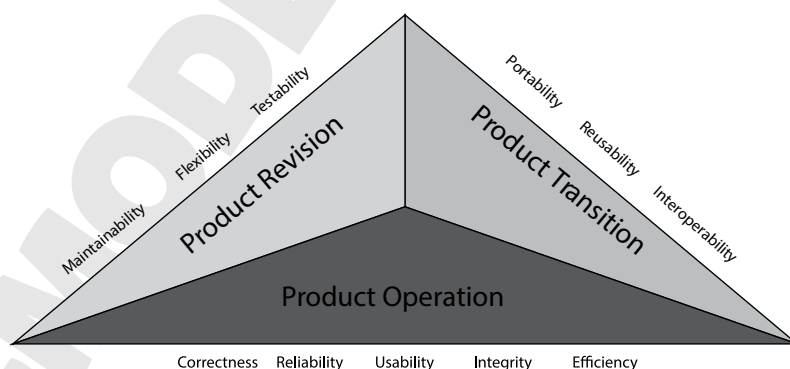 Testability
Flexibility
Maintainability
Product Revision
Portability
Reusability
Interoperability
Product Transition
Product Operation
Correctness Reliability Usability Integrity Efficiency